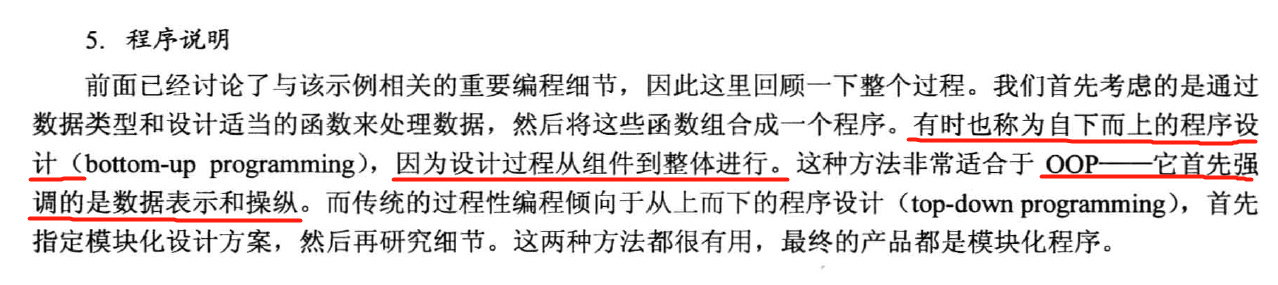 5. 程序说明
前面已经讨论了与该示例相关的重要编程细节，因此这里回顾一下整个过程。我们首先考虑的是通过
数据类型和设计适当的函数来处理数据，然后将这些函数组合成一个程序。有时也称为自下而上的程序设
计（bottom-up programming），因为设计过程从组件到整体进行。这种方法非常适合于 OOP——它首先强
调的是数据表示和操纵。而传统的过程性编程倾向于从上而下的程序设计（top-down programming），首先
指定模块化设计方案，然后再研究细节。这两种方法都很有用，最终的产品都是模块化程序。